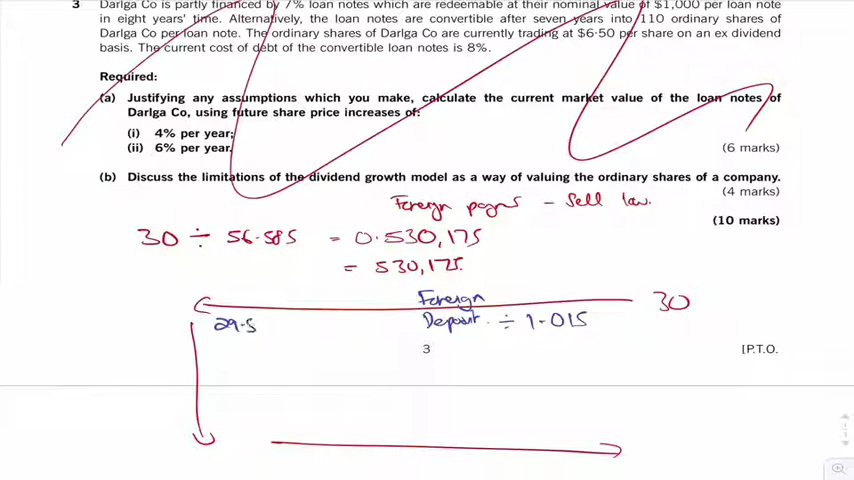 3 Darlga Co is partly financed by 7% loan notes which are redeemable at their nominal value of $1,000 per loan note
in eight years' time. Alternatively, the loan notes are convertible after seven years into 110 ordinary shares of
Darlga Co per loan note. The ordinary shares of Darlga Co are currently trading at $6·50 per share on an ex dividend
basis. The current cost of debt of the convertible loan notes is 8%.
Required:
(a) Justifying any assumptions which you make, calculate the current market value of the loan notes of
Darlga Co, using future share price increases of:
(i) 4% per year;
(ii) 6% per year.
(6 marks)
(b) Discuss the limitations of the dividend growth model as a way of valuing the ordinary shares of a company.
(4 marks)
(10 marks)
Foreign - Sell low.
30 ÷ 56.585 = 0.530,175
= 530,175.
Foreign 30
29.5 Deposit ÷ 1.015
3 [P.T.O.